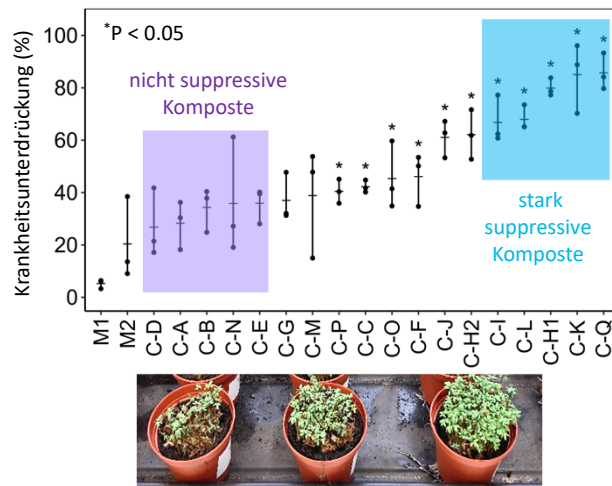 *P < 0.05
nicht suppressive
Komposte
stark
suppressive
Komposte
Krankheitsunterdrückung (%)
100
80
60
40
20
0
M1
M2
C-D
C-A
C-B
C-N
C-E
C-G
C-M
C-P
C-C
C-O
C-F
C-J
C-H2
C-I
C-L
C-H1
C-K
C-Q